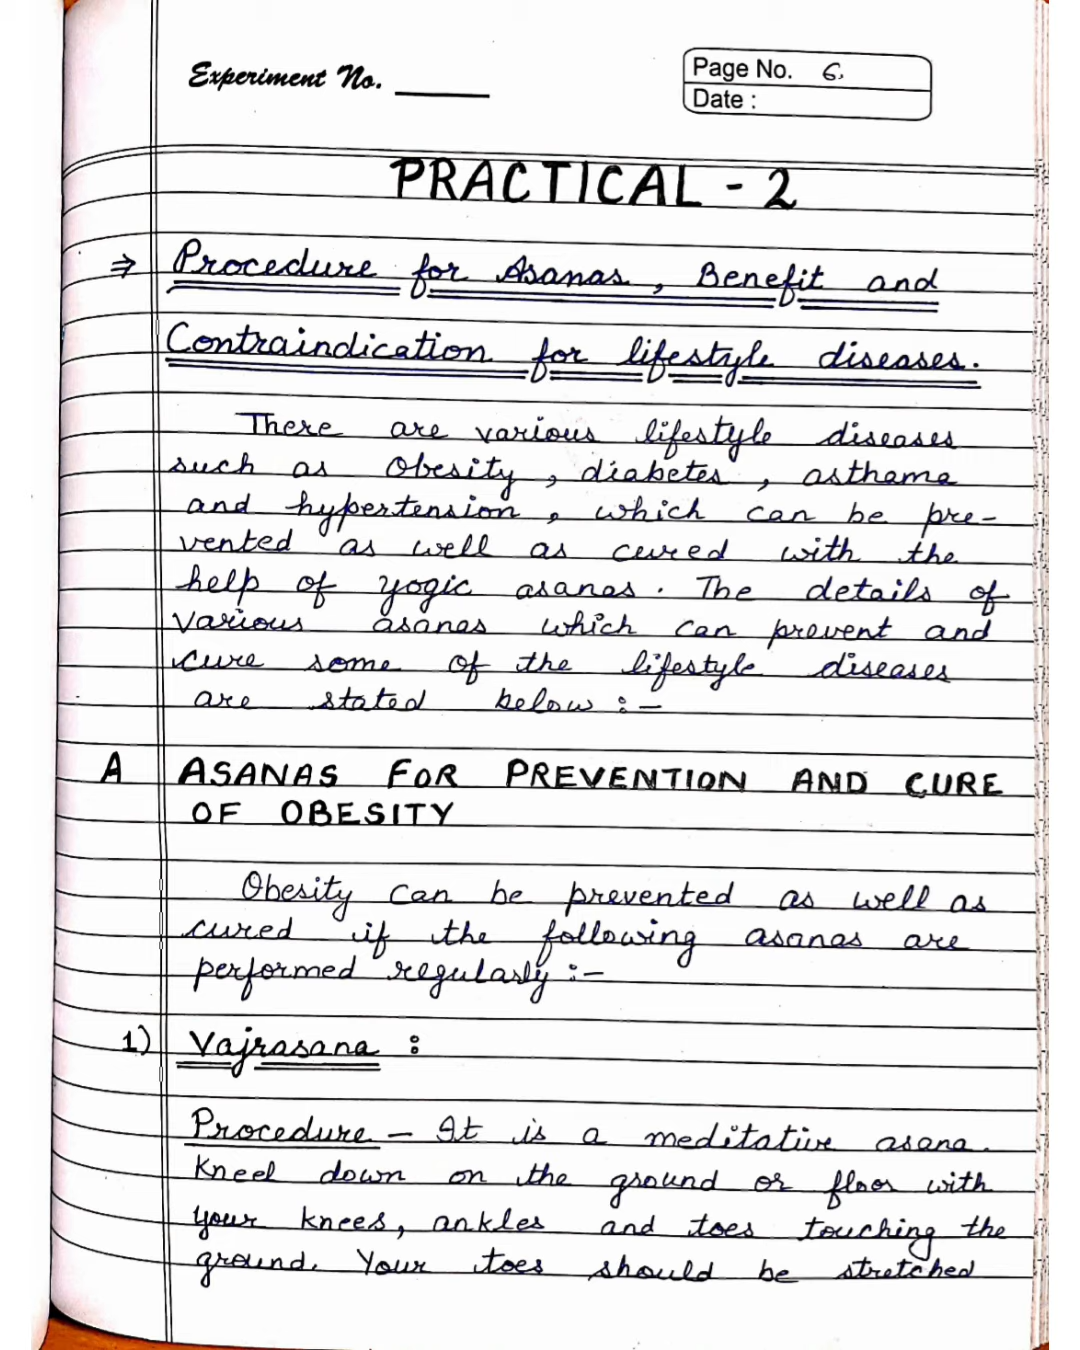 Experiment No.
Page No. 6.
Date :
PRACTICAL - 2
⇒ Procedure for Asanas, Benefit and
Contraindication for lifestyle diseases.
There are various lifestyle diseases
such as Obesity, diabetes, asthama
and hypertension, which can be pre-
vented as well as cured with the
help of yogic asanas. The details of
various asanas which can prevent and
cure some of the lifestyle diseases
are stated below :-
A ASANAS FOR PREVENTION AND CURE
OF OBESITY
Obesity can be prevented as well as
cured if the following asanas are
performed regularly :-
1) Vajrasana :
Procedure - It is a meditative asana.
Kneel down on the ground or floor with
your knees, ankles and toes touching the
ground. Your toes should be stretched